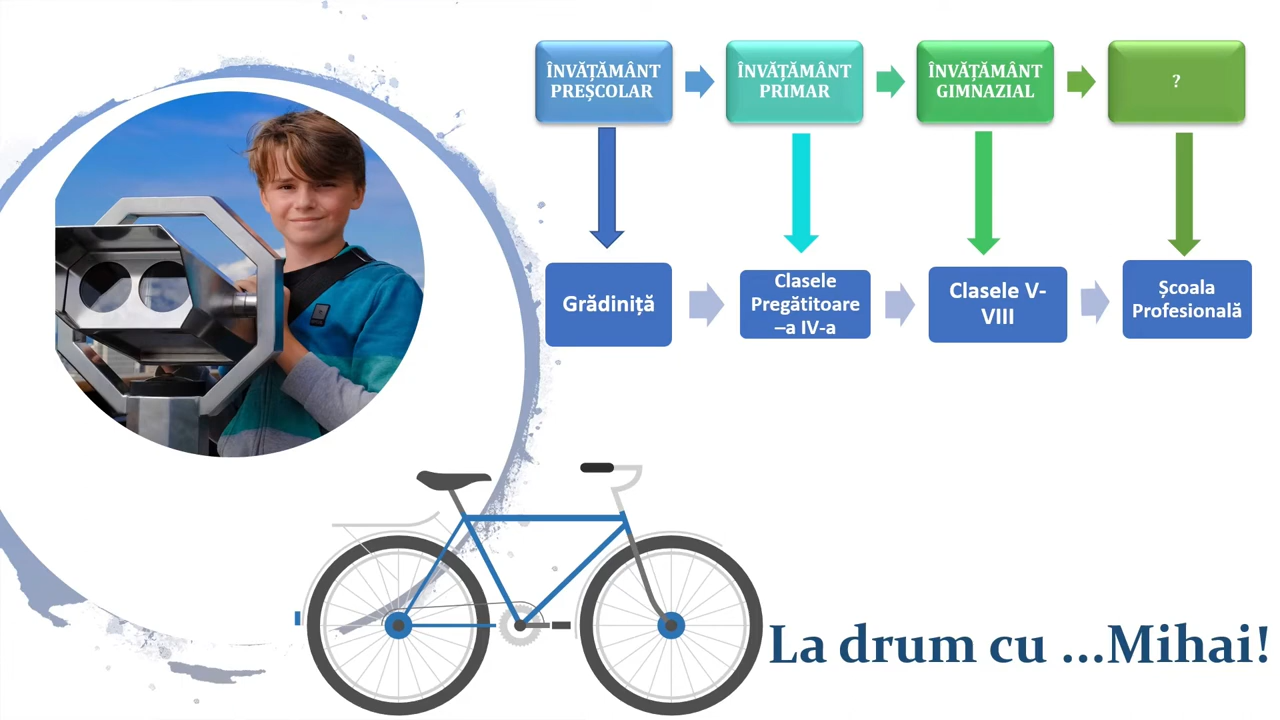 ÎNVĂȚĂMÂNT
PREȘCOLAR
ÎNVĂȚĂMÂNT
PRIMAR
ÎNVĂȚĂMÂNT
GIMNAZIAL
?
Grădiniță
Clasele
Pregătitoare
–a IV-a
Clasele V-
VIII
Școala
Profesională
La drum cu ...Mihai!